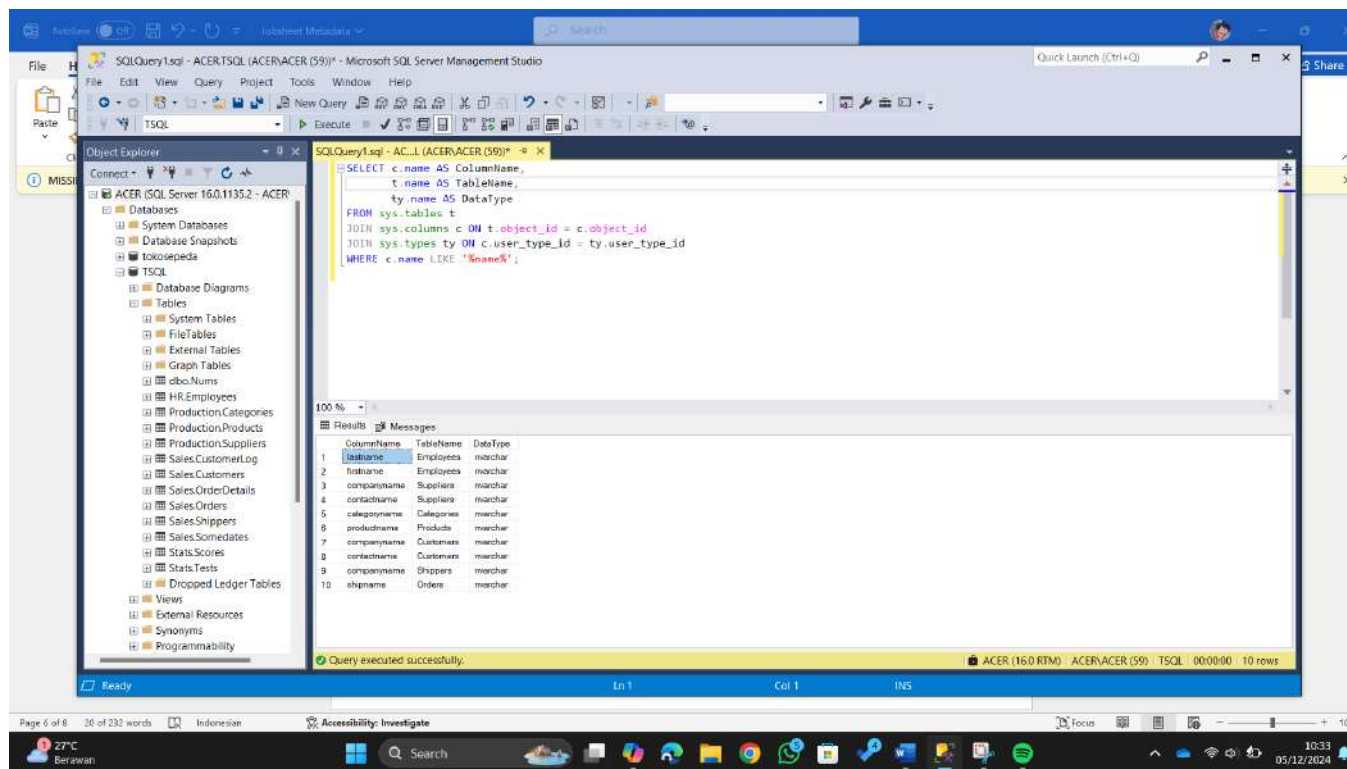 AutoSave Off Jobsheet Metadata Search
File
Share
Paste
SQLQuery1.sql - ACER.TSQL (ACER\ACER (59))* - Microsoft SQL Server Management Studio
Quick Launch (Ctrl+Q)
File Edit View Query Project Tools Window Help
New Query
TSQL Execute
Object Explorer
Connect
ACER (SQL Server 16.0.1135.2 - ACER\
Databases
System Databases
Database Snapshots
tokosepeda
TSQL
Database Diagrams
Tables
System Tables
FileTables
External Tables
Graph Tables
dbo.Nums
HR.Employees
Production.Categories
Production.Products
Production.Suppliers
Sales.CustomerLog
Sales.Customers
Sales.OrderDetails
Sales.Orders
Sales.Shippers
Sales.Somedates
Stats.Scores
Stats.Tests
Dropped Ledger Tables
Views
External Resources
Synonyms
Programmability
SQLQuery1.sql - AC...L (ACER\ACER (59))*
SELECT c.name AS ColumnName,
t.name AS TableName,
ty.name AS DataType
FROM sys.tables t
JOIN sys.columns c ON t.object_id = c.object_id
JOIN sys.types ty ON c.user_type_id = ty.user_type_id
WHERE c.name LIKE '%name%';
100 %
Results Messages
ColumnName TableName DataType
1 lastname Employees nvarchar
2 firstname Employees nvarchar
3 companyname Suppliers nvarchar
4 contactname Suppliers nvarchar
5 categoryname Categories nvarchar
6 productname Products nvarchar
7 companyname Customers nvarchar
8 contactname Customers nvarchar
9 companyname Shippers nvarchar
10 shipname Orders nvarchar
Query executed successfully. ACER (16.0 RTM) ACER\ACER (59) TSQL 00:00:00 10 rows
Ready Ln 1 Col 1 INS
Page 6 of 8 20 of 232 words Indonesian Accessibility: Investigate Focus
27°C
Berawan
Search
10:33
05/12/2024